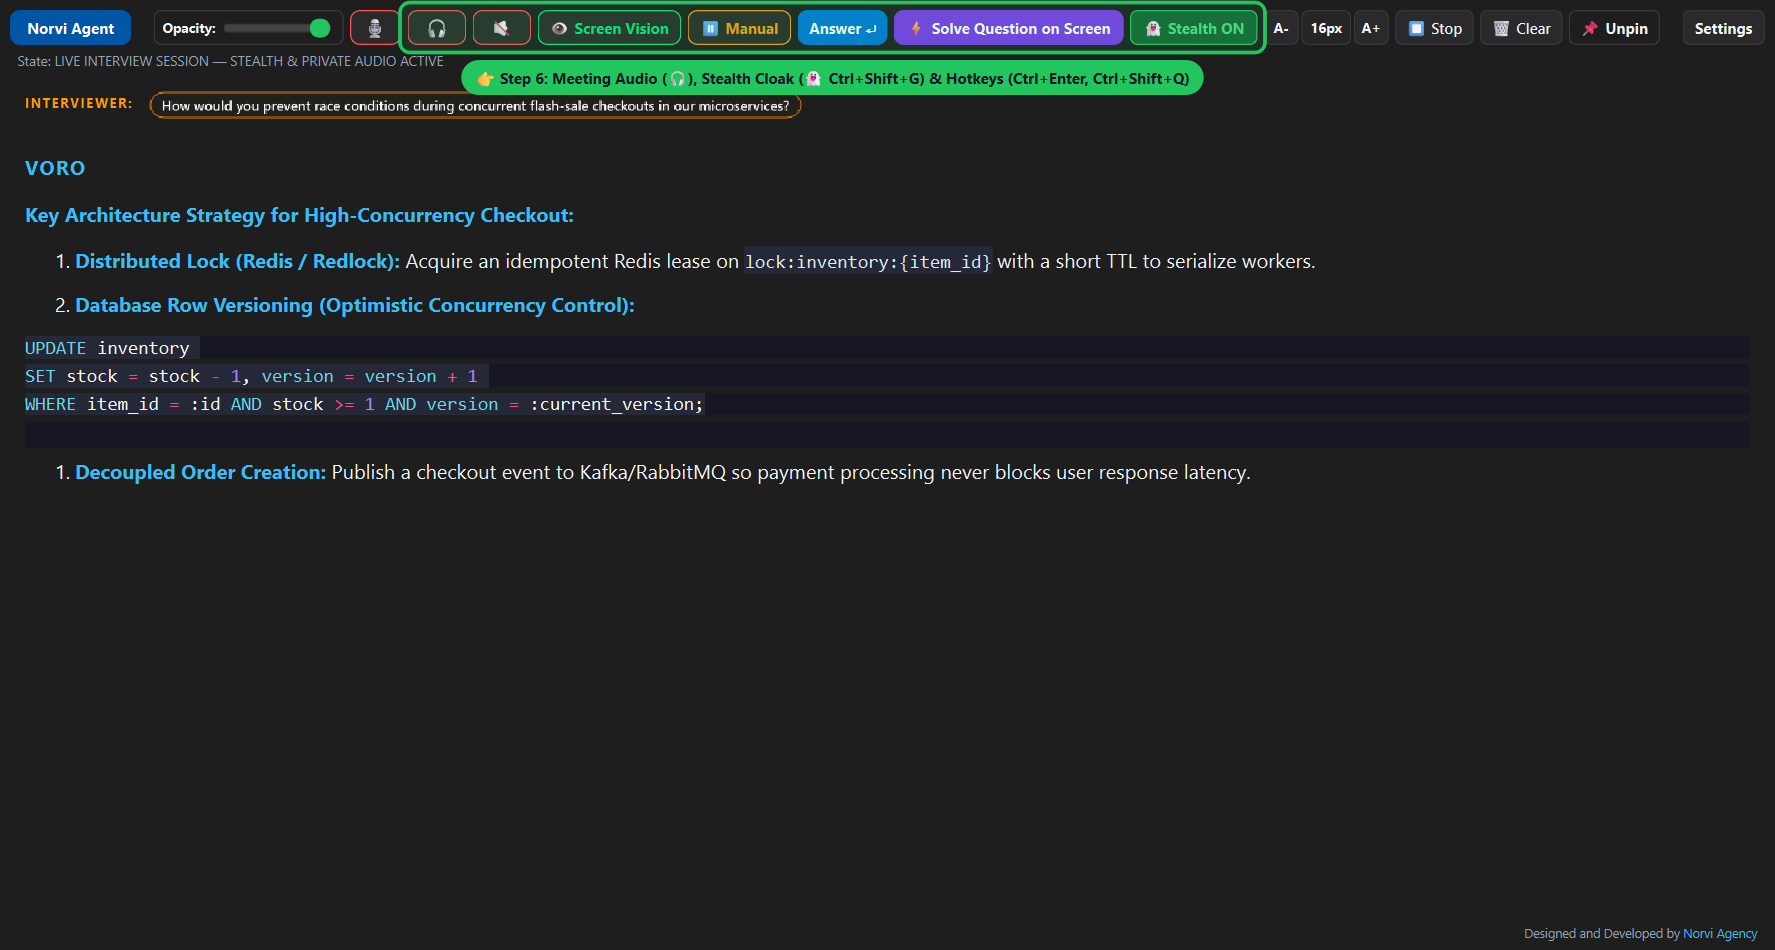 Norvi Agent Opacity: 👁 Screen Vision ⏸ Manual Answer ⤶ ⚡ Solve Question on Screen 👻 Stealth ON A- 16px A+ ⏹ Stop 🗑 Clear 📌 Unpin Settings
State: LIVE INTERVIEW SESSION — STEALTH & PRIVATE AUDIO ACTIVE
👉 Step 6: Meeting Audio (🎧), Stealth Cloak (👻 Ctrl+Shift+G) & Hotkeys (Ctrl+Enter, Ctrl+Shift+Q)
INTERVIEWER: How would you prevent race conditions during concurrent flash-sale checkouts in our microservices?
VORO
Key Architecture Strategy for High-Concurrency Checkout:
1. Distributed Lock (Redis / Redlock): Acquire an idempotent Redis lease on lock:inventory:{item_id} with a short TTL to serialize workers.
2. Database Row Versioning (Optimistic Concurrency Control):
UPDATE inventory
SET stock = stock - 1, version = version + 1
WHERE item_id = :id AND stock >= 1 AND version = :current_version;
1. Decoupled Order Creation: Publish a checkout event to Kafka/RabbitMQ so payment processing never blocks user response latency.
Designed and Developed by Norvi Agency